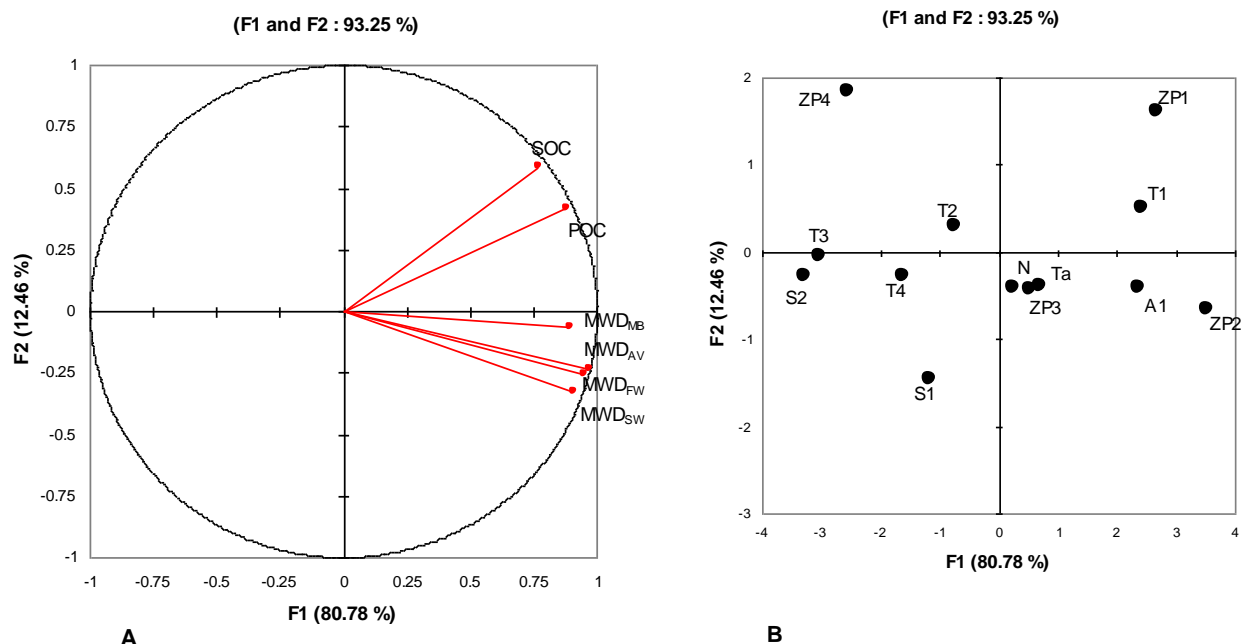 (F1 and F2 : 93.25 %)
1
0.75
0.5
0.25
0
-0.25
-0.5
-0.75
-1
-1
-0.75
-0.5
-0.25
0
0.25
0.5
0.75
1
F2 (12.46 %)
F1 (80.78 %)
SOC
POC
MWD_MB
MWD_AV
MWD_FW
MWD_SW
A
(F1 and F2 : 93.25 %)
2
1
0
-1
-2
-3
-4
-3
-2
-1
0
1
2
3
4
F2 (12.46 %)
F1 (80.78 %)
ZP4
ZP1
T1
T2
T3
S2
T4
N
Ta
ZP3
A1
ZP2
S1
B